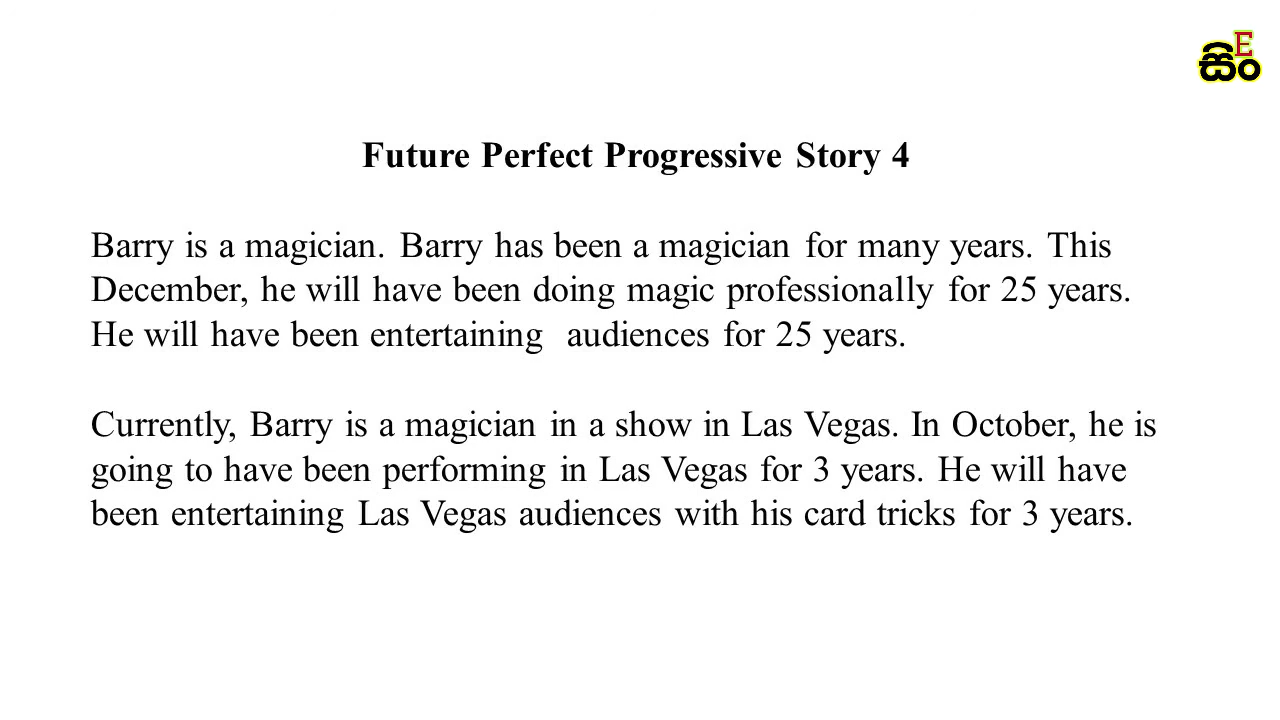 සිං
E
Future Perfect Progressive Story 4
Barry is a magician. Barry has been a magician for many years. This
December, he will have been doing magic professionally for 25 years.
He will have been entertaining audiences for 25 years.
Currently, Barry is a magician in a show in Las Vegas. In October, he is
going to have been performing in Las Vegas for 3 years. He will have
been entertaining Las Vegas audiences with his card tricks for 3 years.